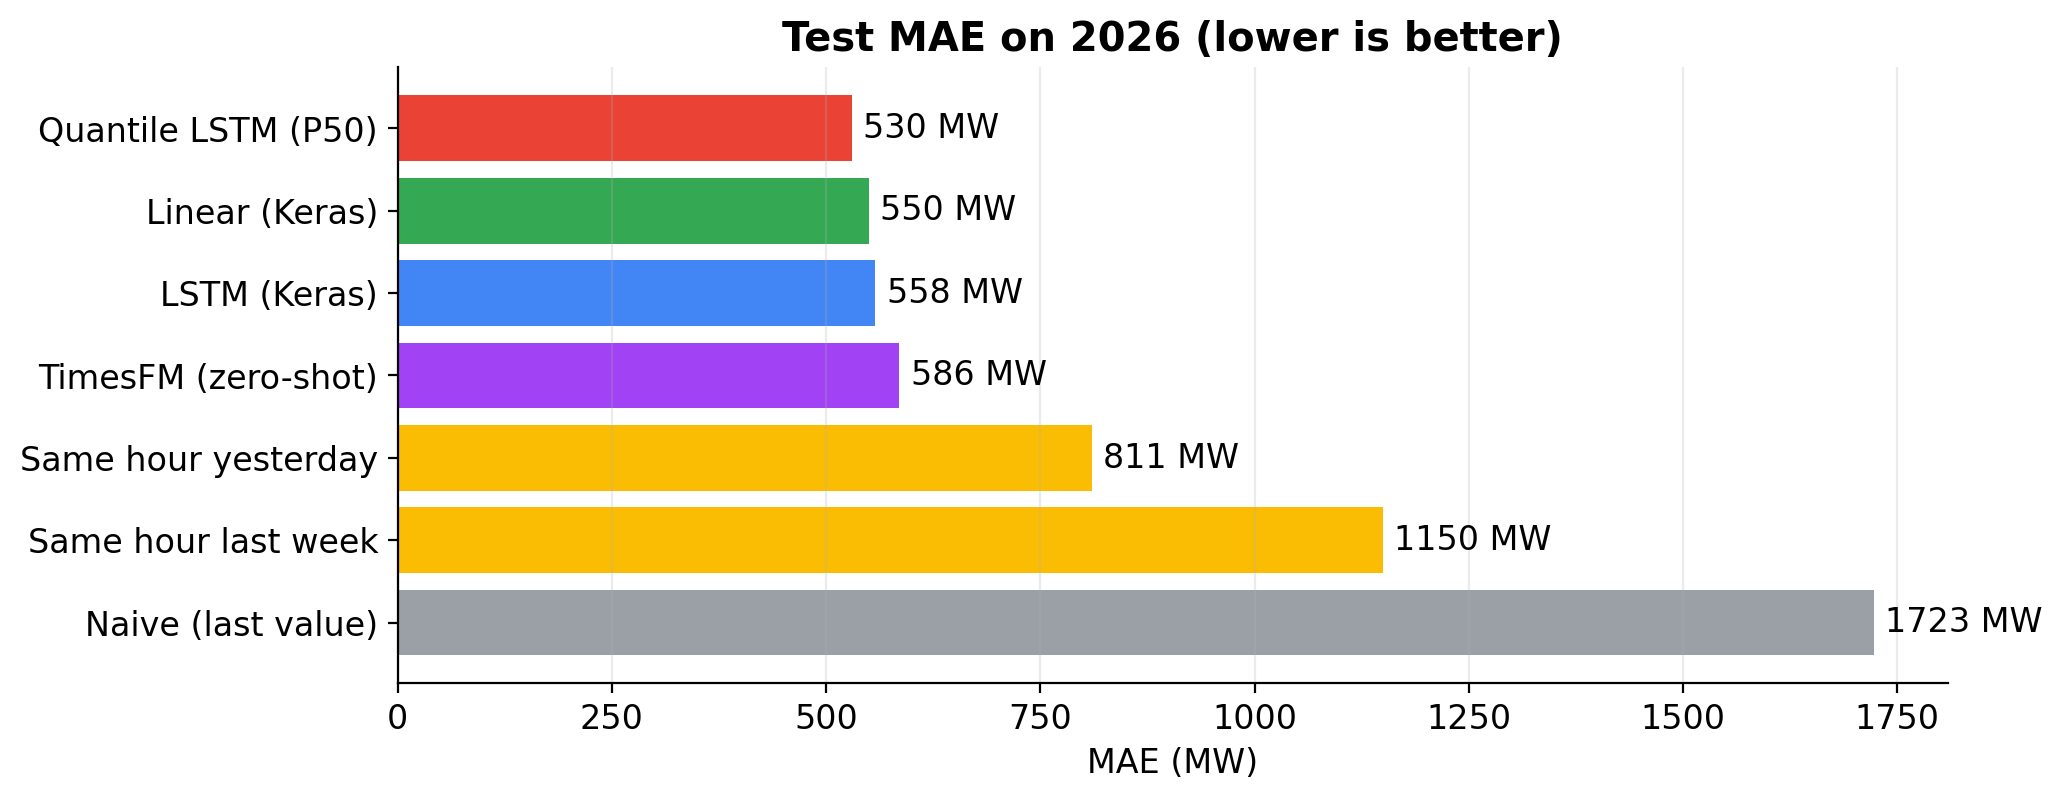 Test MAE on 2026 (lower is better)
Quantile LSTM (P50)
530 MW
Linear (Keras)
550 MW
LSTM (Keras)
558 MW
TimesFM (zero-shot)
586 MW
Same hour yesterday
811 MW
Same hour last week
1150 MW
Naive (last value)
1723 MW
0 250 500 750 1000 1250 1500 1750
MAE (MW)